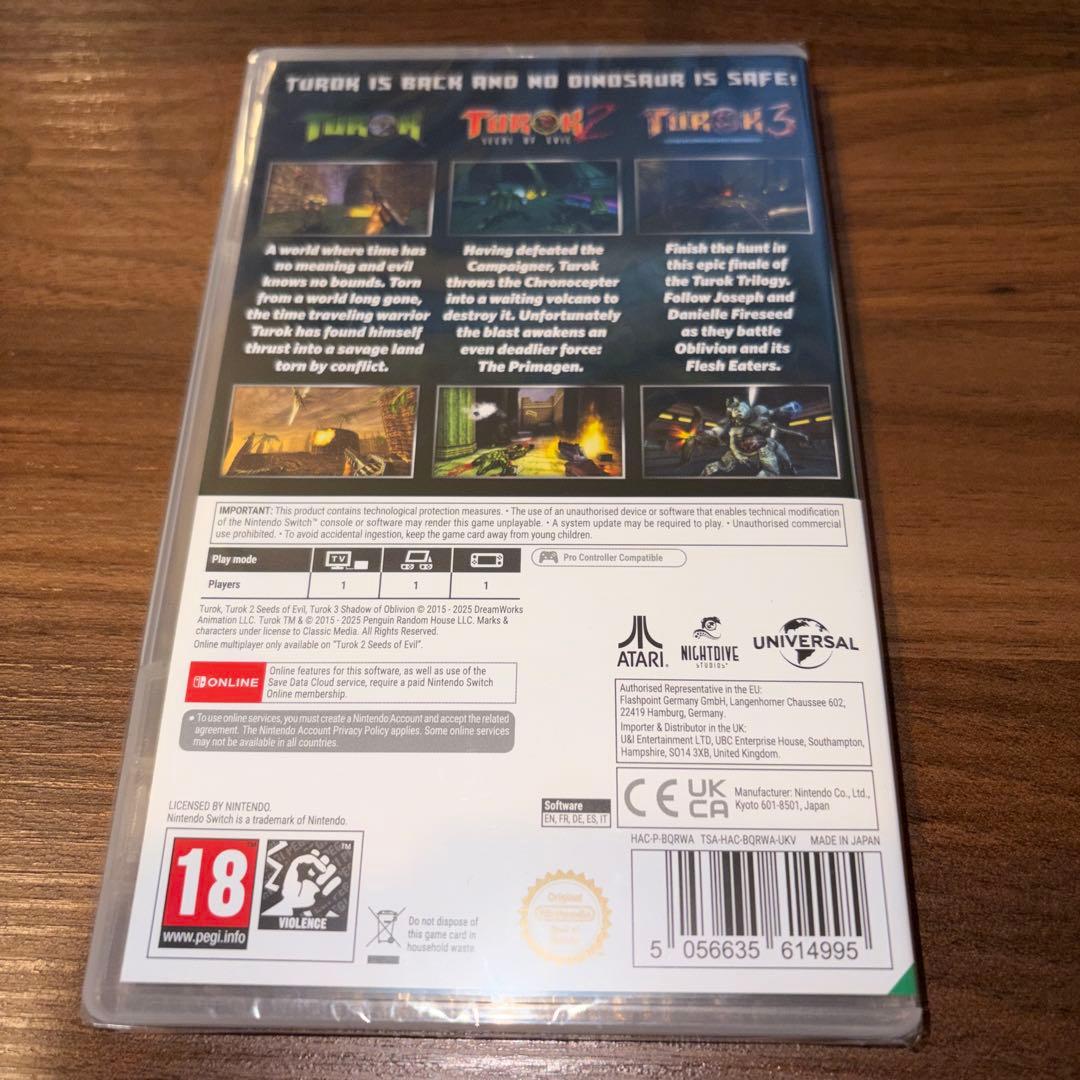 TUROK IS BACK AND NO DINOSAUR IS SAFE!
TUROK
TUROK 2
SEEDS OF EVIL
TUROK 3
A world where time has
no meaning and evil
knows no bounds. Torn
from a world long gone,
the time traveling warrior
Turok has found himself
thrust into a savage land
torn by conflict.
Having defeated the
Campaigner, Turok
throws the Chronocepter
into a waiting volcano to
destroy it. Unfortunately
the blast awakens an
even deadlier force:
The Primagen.
Finish the hunt in
this epic finale of
the Turok Trilogy.
Follow Joseph and
Danielle Fireseed
as they battle
Oblivion and its
Flesh Eaters.
IMPORTANT: This product contains technological protection measures. • The use of an unauthorised device or software that enables technical modification
of the Nintendo Switch™ console or software may render this game unplayable. • A system update may be required to play. • Unauthorised commercial
use prohibited. • To avoid accidental ingestion, keep the game card away from young children.
Play mode
TV
Pro Controller Compatible
Players 1 1 1
Turok, Turok 2 Seeds of Evil, Turok 3 Shadow of Oblivion © 2015 - 2025 DreamWorks
Animation LLC. Turok TM & © 2015 - 2025 Penguin Random House LLC. Marks &
characters under license to Classic Media. All Rights Reserved.
Online multiplayer only available on "Turok 2 Seeds of Evil".
ATARI®
NIGHTDIVE
STUDIOS
UNIVERSAL
ONLINE
Online features for this software, as well as use of the
Save Data Cloud service, require a paid Nintendo Switch
Online membership.
• To use online services, you must create a Nintendo Account and accept the related
agreement. The Nintendo Account Privacy Policy applies. Some online services
may not be available in all countries.
Authorised Representative in the EU:
Flashpoint Germany GmbH, Langenhorner Chaussee 602,
22419 Hamburg, Germany.
Importer & Distributor in the UK:
U&I Entertainment LTD, UBC Enterprise House, Southampton,
Hampshire, SO14 3XB, United Kingdom.
CE UK
CA
Manufacturer: Nintendo Co., Ltd.,
Kyoto 601-8501, Japan
LICENSED BY NINTENDO.
Nintendo Switch is a trademark of Nintendo.
Software
EN, FR, DE, ES, IT
HAC-P-BQRWA TSA-HAC-BQRWA-UKV MADE IN JAPAN
18
™
www.pegi.info
™
VIOLENCE
Do not dispose of
this game card in
household waste
Original
Nintendo
5 056635 614995